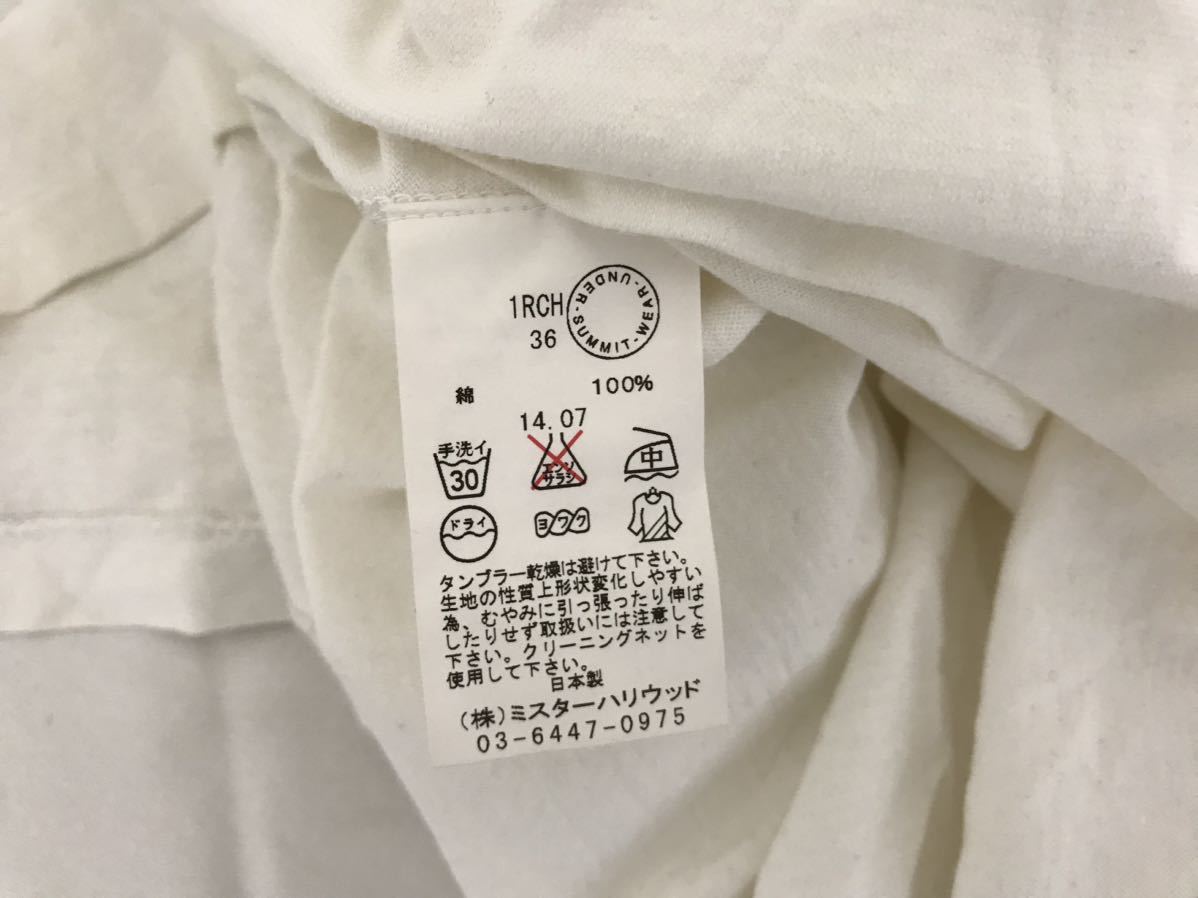 1RCH
36
UNDER-SUMMIT-WEAR-
綿 100%
14.07
手洗イ
30
エンソ
サラシ
中
ドライ
ヨワク
タンブラー乾燥は避けて下さい。
生地の性質上形状変化しやすい
為、むやみに引っ張ったり伸ば
したりせず取扱いには注意して
下さい。クリーニングネットを
使用して下さい。
日本製
(株)ミスターハリウッド
03-6447-0975